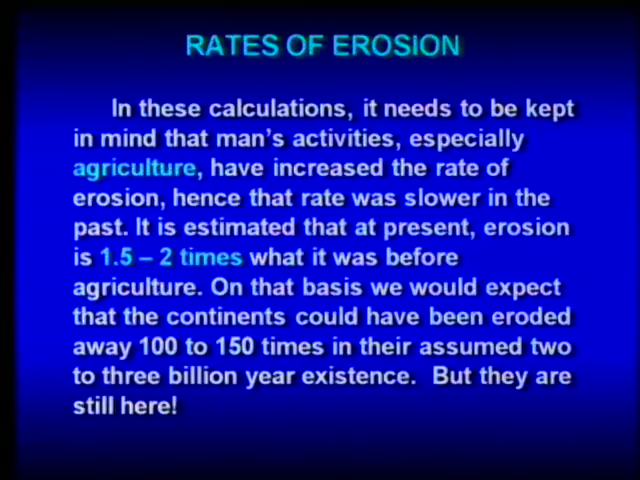 RATES OF EROSION
In these calculations, it needs to be kept
in mind that man's activities, especially
agriculture, have increased the rate of
erosion, hence that rate was slower in the
past. It is estimated that at present, erosion
is 1.5 – 2 times what it was before
agriculture. On that basis we would expect
that the continents could have been eroded
away 100 to 150 times in their assumed two
to three billion year existence. But they are
still here!